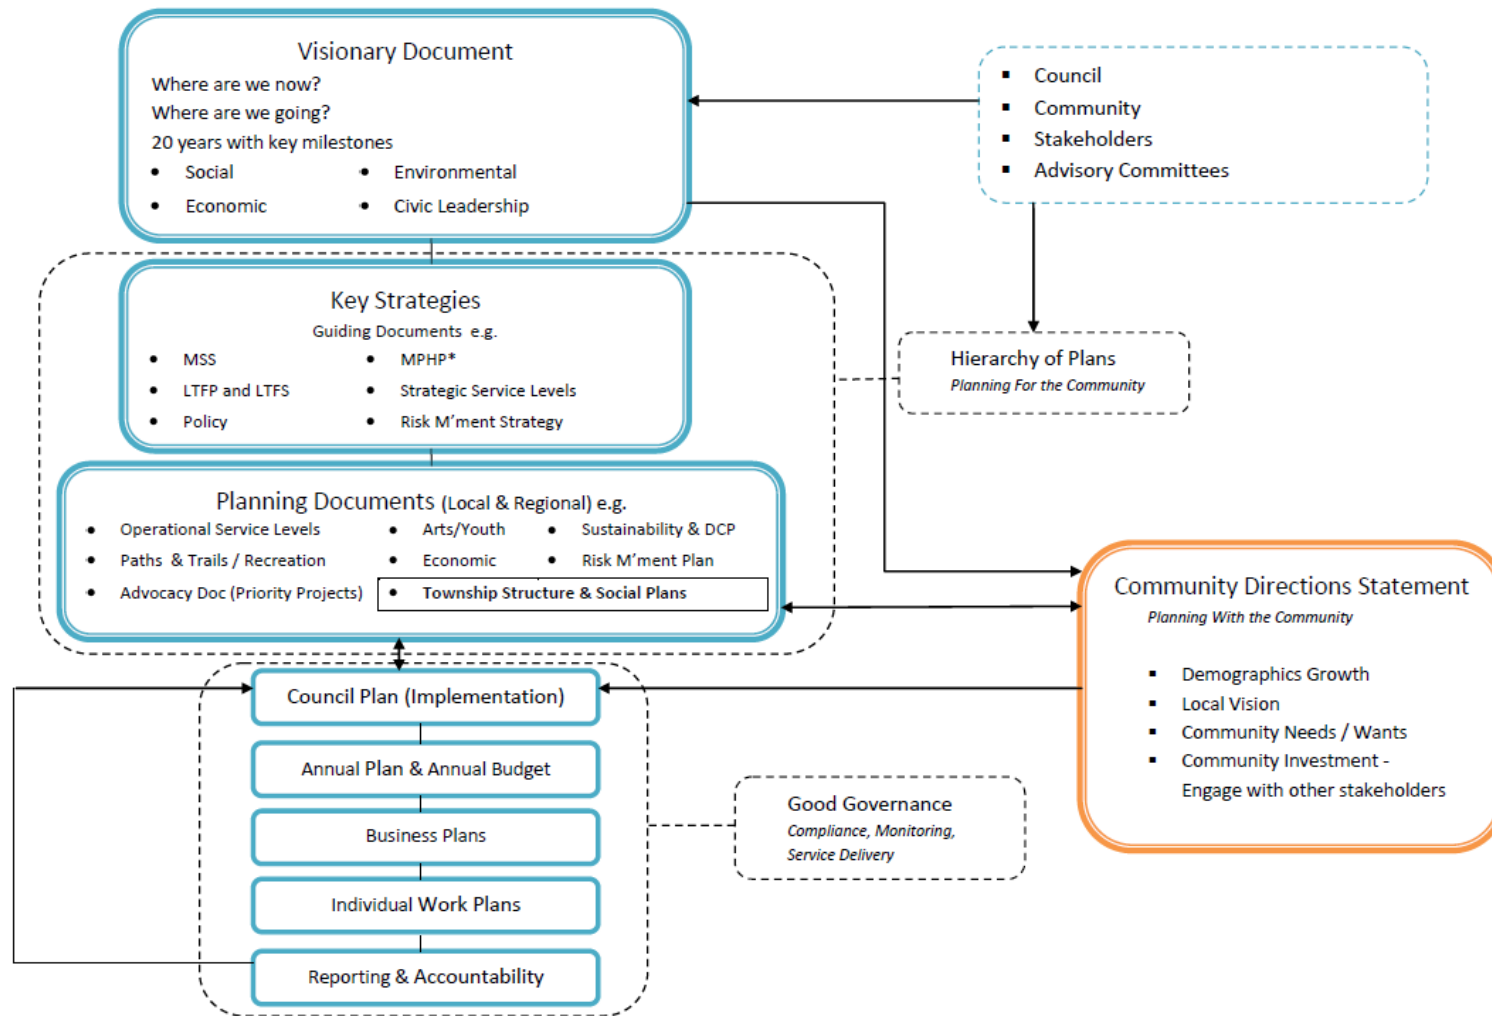 Visionary Document
Where are we now?
Where are we going?
20 years with key milestones
• Social
• Environmental
• Economic
• Civic Leadership
▪ Council
▪ Community
▪ Stakeholders
▪ Advisory Committees
Key Strategies
Guiding Documents e.g.
• MSS
• MPHP*
• LTFP and LTFS
• Strategic Service Levels
• Policy
• Risk M'ment Strategy
Hierarchy of Plans
Planning For the Community
Planning Documents (Local & Regional) e.g.
• Operational Service Levels
• Arts/Youth
• Sustainability & DCP
• Paths & Trails / Recreation
• Economic
• Risk M'ment Plan
• Advocacy Doc (Priority Projects)
• Township Structure & Social Plans
Community Directions Statement
Planning With the Community
▪ Demographics Growth
▪ Local Vision
▪ Community Needs / Wants
▪ Community Investment -
Engage with other stakeholders
Council Plan (Implementation)
Annual Plan & Annual Budget
Business Plans
Individual Work Plans
Reporting & Accountability
Good Governance
Compliance, Monitoring,
Service Delivery